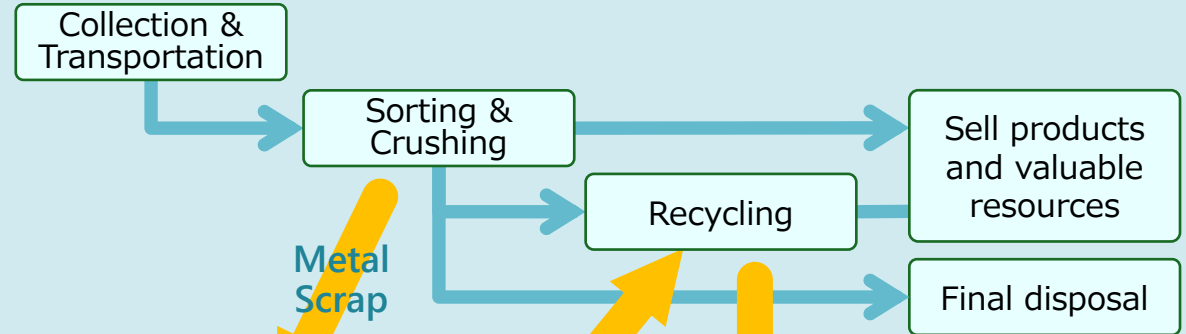 Collection &
Transportation
Sorting &
Crushing
Sell products
and valuable
resources
Recycling
Metal
Scrap
Final disposal